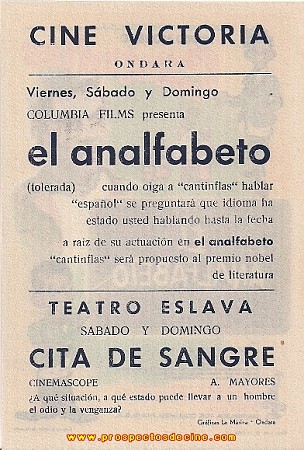 CINE VICTORIA
ONDARA
Viernes, Sábado y Domingo
COLUMBIA FILMS presenta
el analfabeto
(tolerada) cuando oiga a "cantinflas" hablar
"español" se preguntará que idioma ha
estado usted hablando hasta la fecha
a raiz de su actuación en el analfabeto
"cantinflas" será propuesto al premio nobel
de literatura
TEATRO ESLAVA
SABADO Y DOMINGO
CITA DE SANGRE
CINEMASCOPE A. MAYORES
¿A qué situación, a qué estado puede llevar a un hombre
el odio y la venganza?
Gráficas La Marina - Ondara
www.prospectosdecine.com